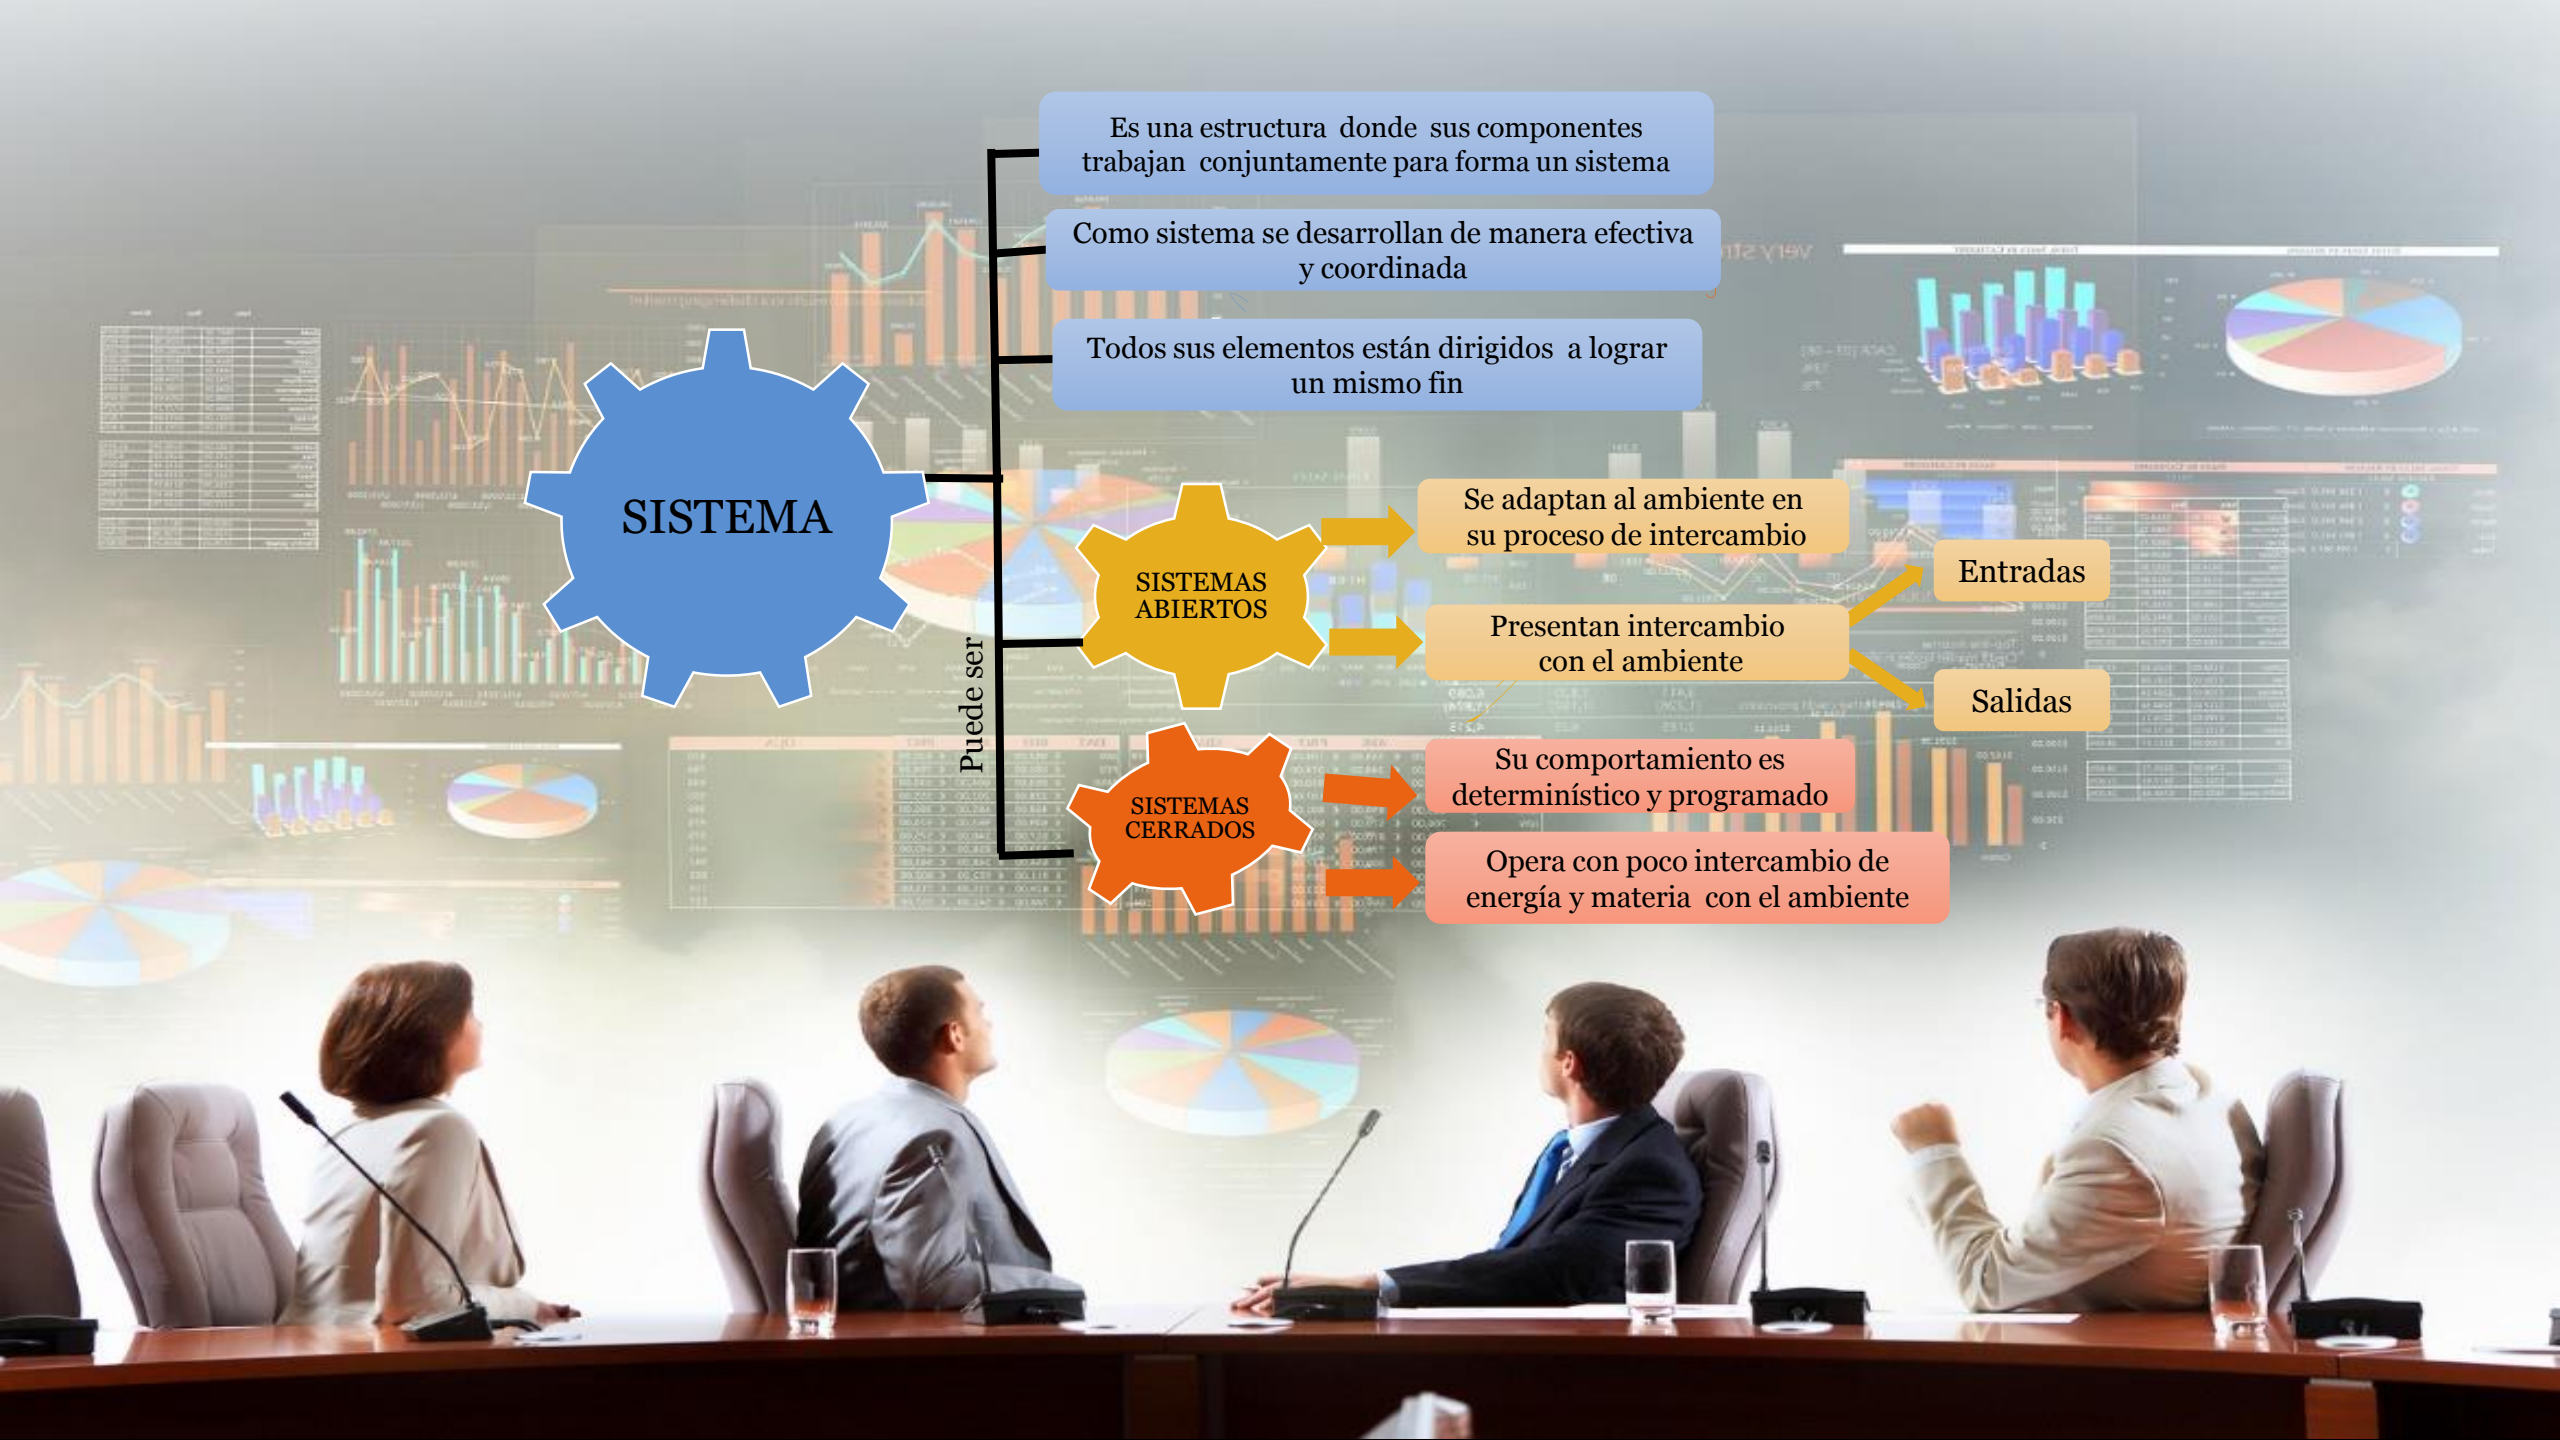 Es una estructura donde sus componentes
trabajan conjuntamente para forma un sistema
Como sistema se desarrollan de manera efectiva
y coordinada
Todos sus elementos están dirigidos a lograr
un mismo fin
SISTEMA
Puede ser
SISTEMAS
ABIERTOS
Se adaptan al ambiente en
su proceso de intercambio
Presentan intercambio
con el ambiente
Entradas
Salidas
SISTEMAS
CERRADOS
Su comportamiento es
determinístico y programado
Opera con poco intercambio de
energía y materia con el ambiente